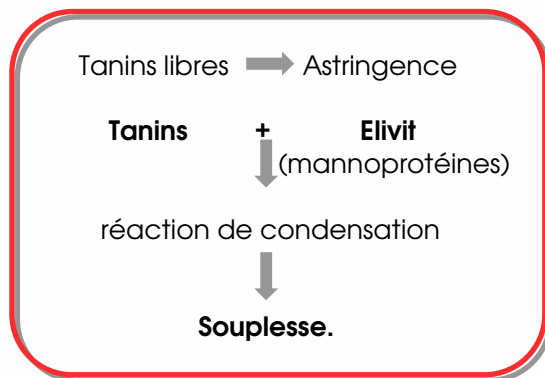 Tanins libres Astringence
Tanins + Elivit
(mannoprotéines)
réaction de condensation
Souplesse.